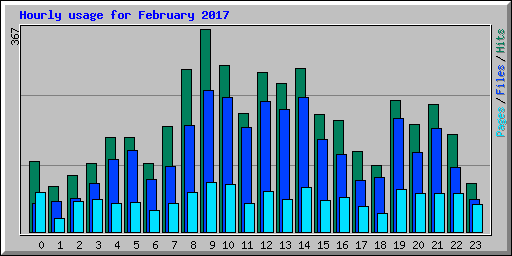 Hourly usage for February 2017
367
Pages/Files/Hits
0 1 2 3 4 5 6 7 8 9 10 11 12 13 14 15 16 17 18 19 20 21 22 23